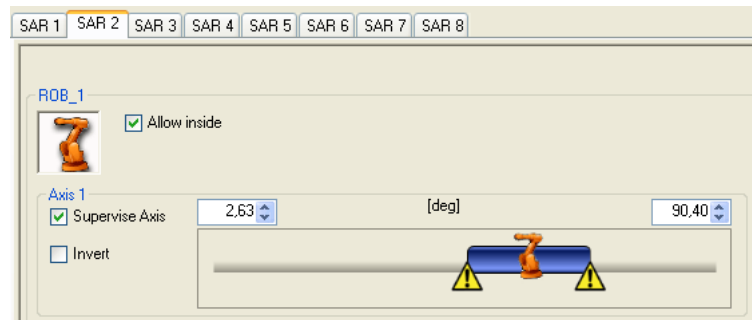 SAR 1 SAR 2 SAR 3 SAR 4 SAR 5 SAR 6 SAR 7 SAR 8
ROB_1
Allow inside
Axis 1
Supervise Axis 2,63 [deg] 90,40
Invert